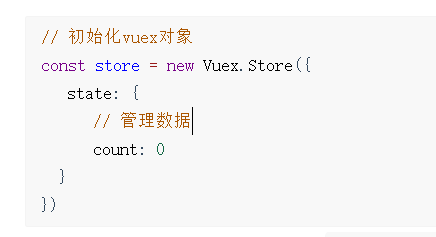 // 初始化vuex对象
const store = new Vuex.Store({
state: {
// 管理数据
count: 0
}
})